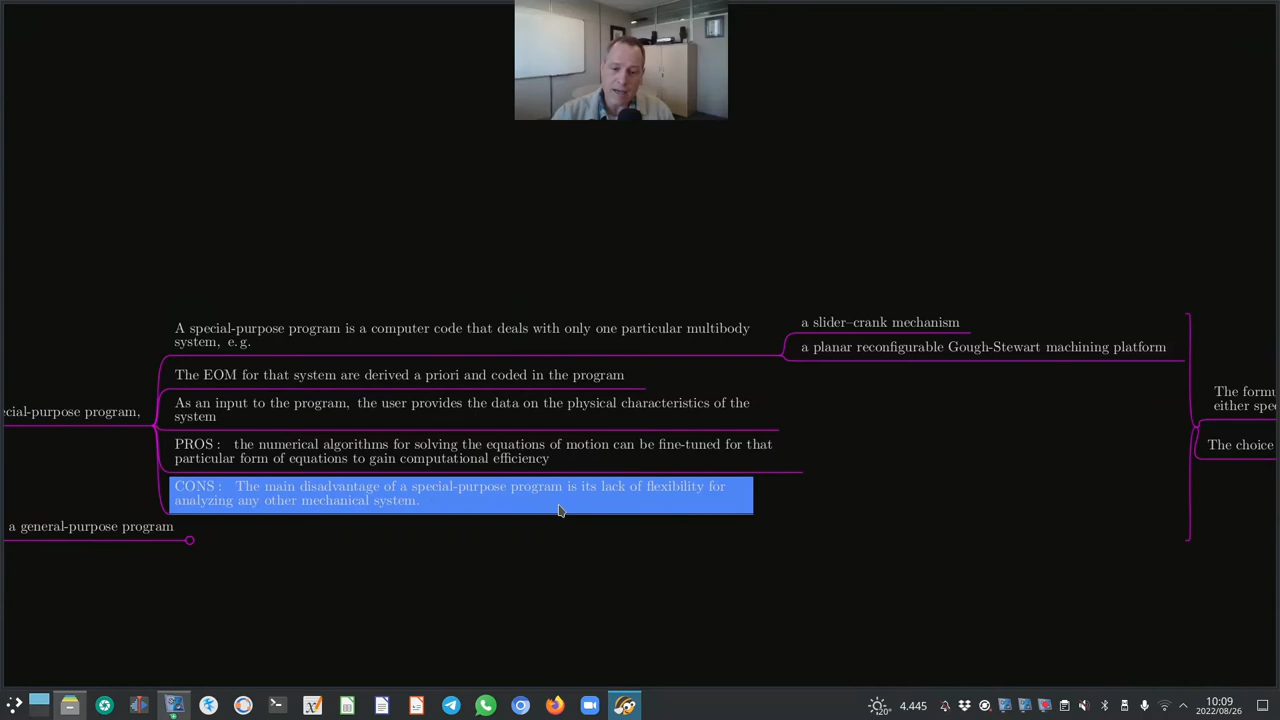 A special-purpose program is a computer code that deals with only one particular multibody
system, e.g.
a slider–crank mechanism
a planar reconfigurable Gough-Stewart machining platform
The EOM for that system are derived a priori and coded in the program
As an input to the program, the user provides the data on the physical characteristics of the
system
ecial-purpose program,
PROS : the numerical algorithms for solving the equations of motion can be fine-tuned for that
particular form of equations to gain computational efficiency
CONS : The main disadvantage of a special-purpose program is its lack of flexibility for
analyzing any other mechanical system.
a general-purpose program
The formu
either spec
The choice
+20°
4.445
10:09
2022/08/26